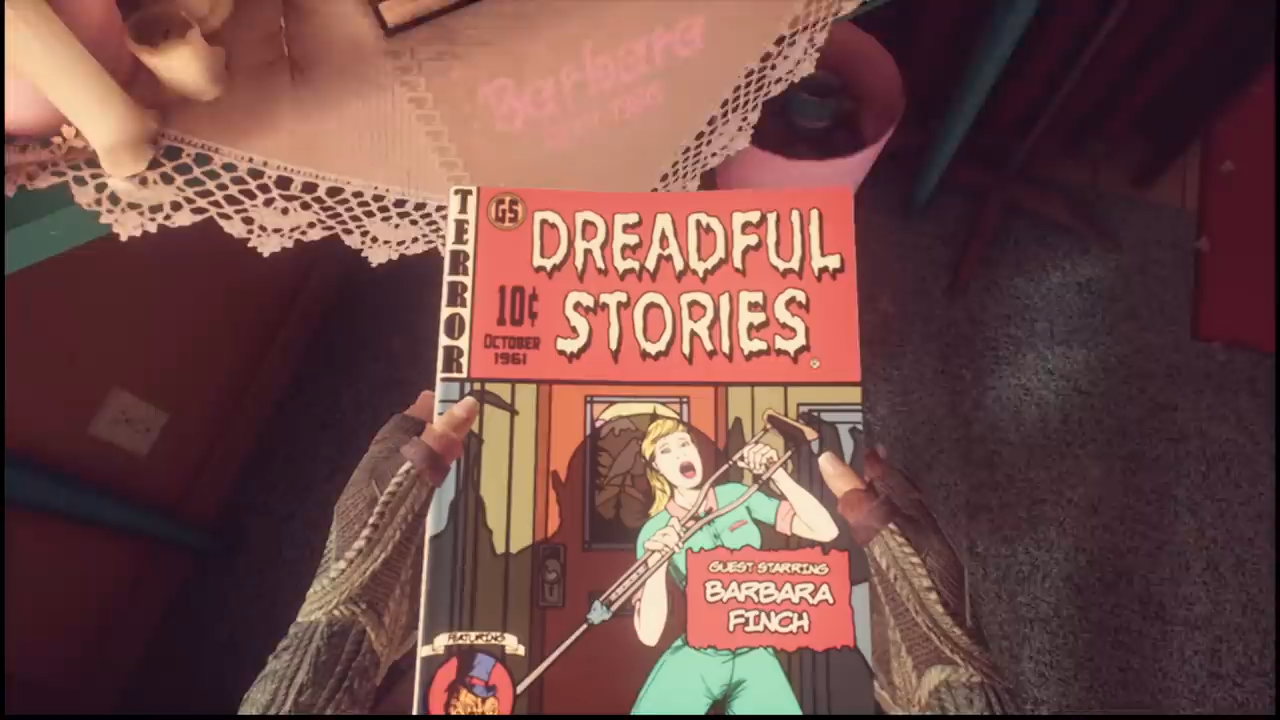 Barbara
TERROR
GS
DREADFUL
STORIES
10¢
OCTOBER
1961
GUEST STARRING
BARBARA
FINCH
FEATURING